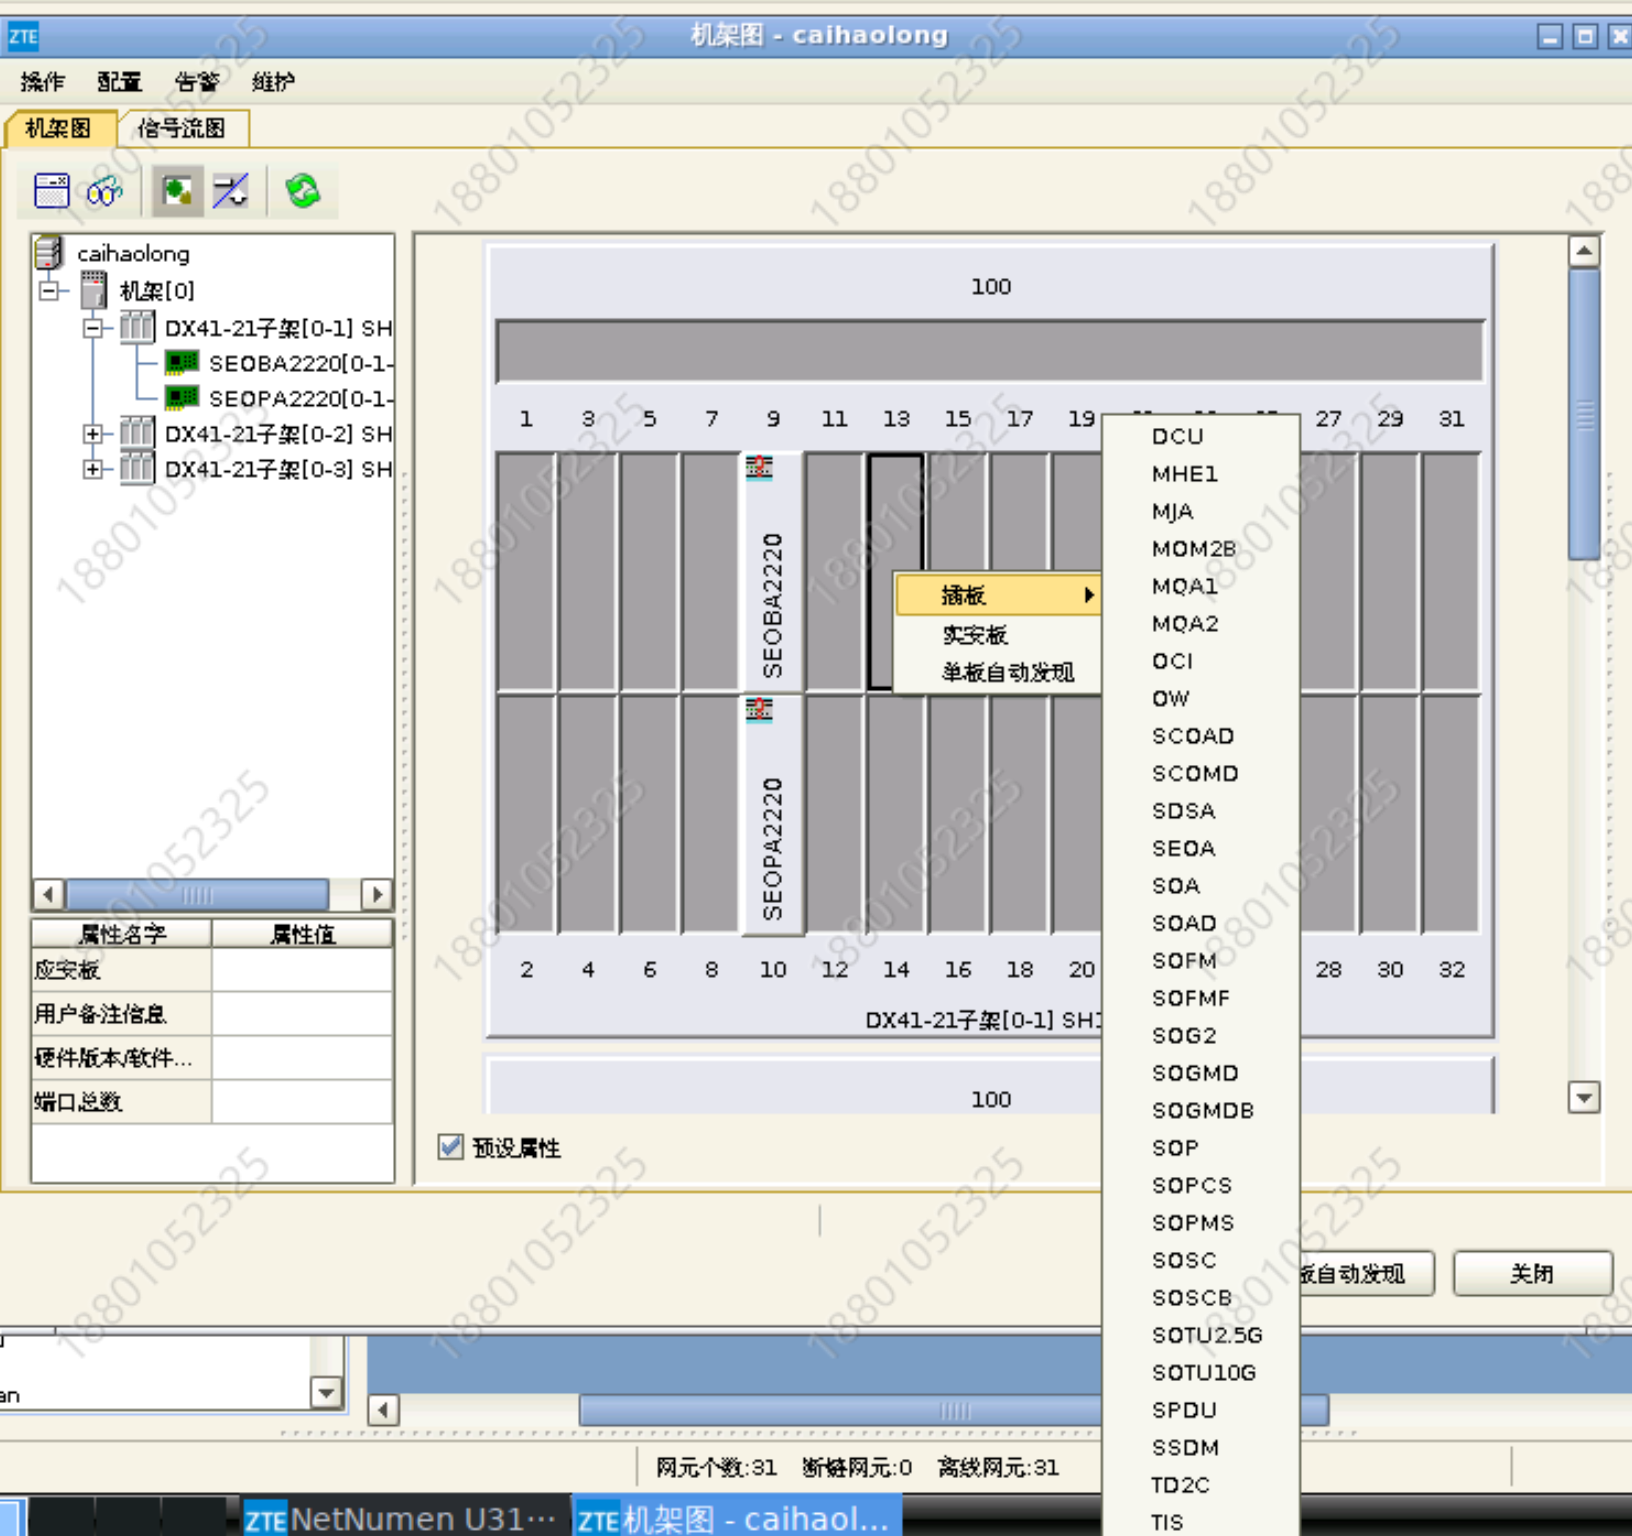 ZTE
机架图 - caihaolong
操作 配置 告警 维护
机架图 信号流图
caihaolong
机架[0]
DX41-21子架[0-1] SH
SEOBA2220[0-1-
SEOPA2220[0-1-
DX41-21子架[0-2] SH
DX41-21子架[0-3] SH
属性名字 属性值
应安板
用户备注信息
硬件版本/软件...
端口总数
100
1 3 5 7 9 11 13 15 17 19 27 29 31
SEOBA2220
SEOPA2220
2 4 6 8 10 12 14 16 18 20 28 30 32
DX41-21子架[0-1] SH
100
插板
实安板
单板自动发现
DCU
MHE1
MJA
MOM2B
MQA1
MQA2
OCI
OW
SCOAD
SCOMD
SDSA
SEOA
SOA
SOAD
SOFM
SOFMF
SOG2
SOGMD
SOGMDB
SOP
SOPCS
SOPMS
SOSC
SOSCB
SOTU2.5G
SOTU10G
SPDU
SSDM
TD2C
TIS
预设属性
板自动发现
关闭
an
网元个数:31 断链网元:0 离线网元:31
ZTE NetNumen U31…
ZTE 机架图 - caihaol...
18801052325